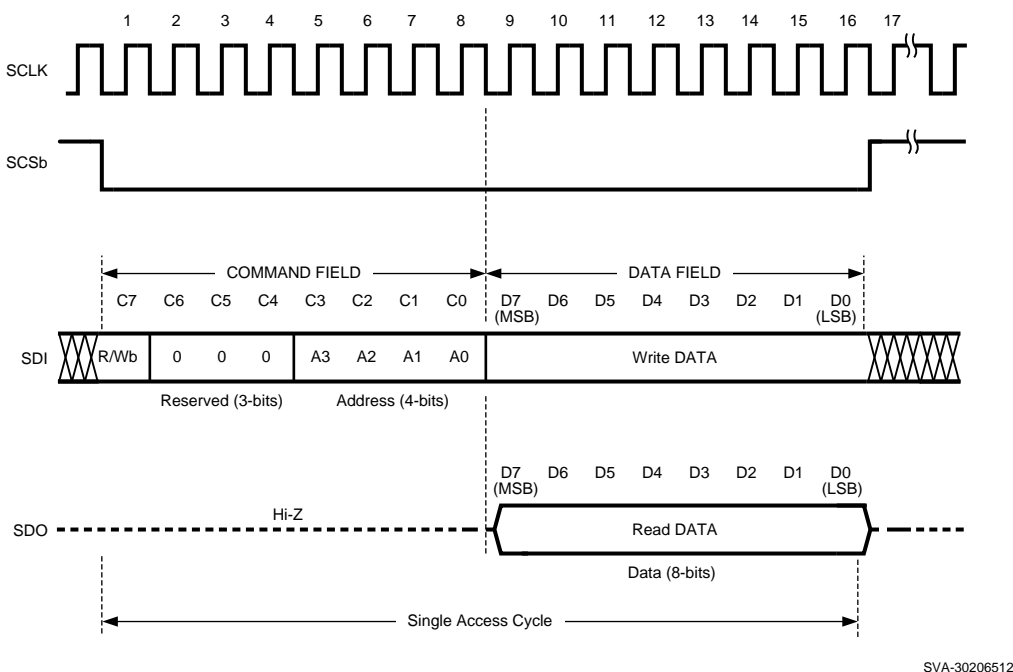 1 2 3 4 5 6 7 8 9 10 11 12 13 14 15 16 17
SCLK
SCSb
COMMAND FIELD DATA FIELD
C7 C6 C5 C4 C3 C2 C1 C0 D7 D6 D5 D4 D3 D2 D1 D0
(MSB) (LSB)
SDI R/Wb 0 0 0 A3 A2 A1 A0 Write DATA
Reserved (3-bits) Address (4-bits)
D7 D6 D5 D4 D3 D2 D1 D0
(MSB) (LSB)
Hi-Z
SDO Read DATA
Data (8-bits)
Single Access Cycle
SVA-30206512